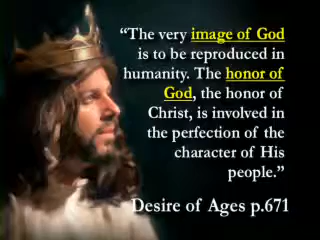 “The very image of God
is to be reproduced in
humanity. The honor of
God, the honor of
Christ, is involved in
the perfection of the
character of His
people.”
Desire of Ages p.671